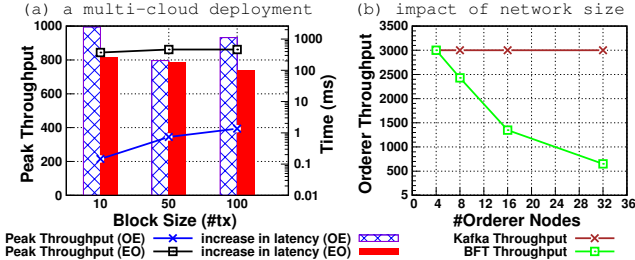 (a) a multi-cloud deployment
(b) impact of network size
Peak Throughput
1000
800
600
400
200
0
1000
100
10
1
0.1
0.01
Time (ms)
10
50
100
Block Size (#tx)
Orderer Throughput
3500
3000
2500
2000
1500
1000
500
5
0 4 8 12 16 20 24 28 32 36
#Orderer Nodes
Peak Throughput (OE)
increase in latency (OE)
Peak Throughput (EO)
increase in latency (EO)
Kafka Throughput
BFT Throughput